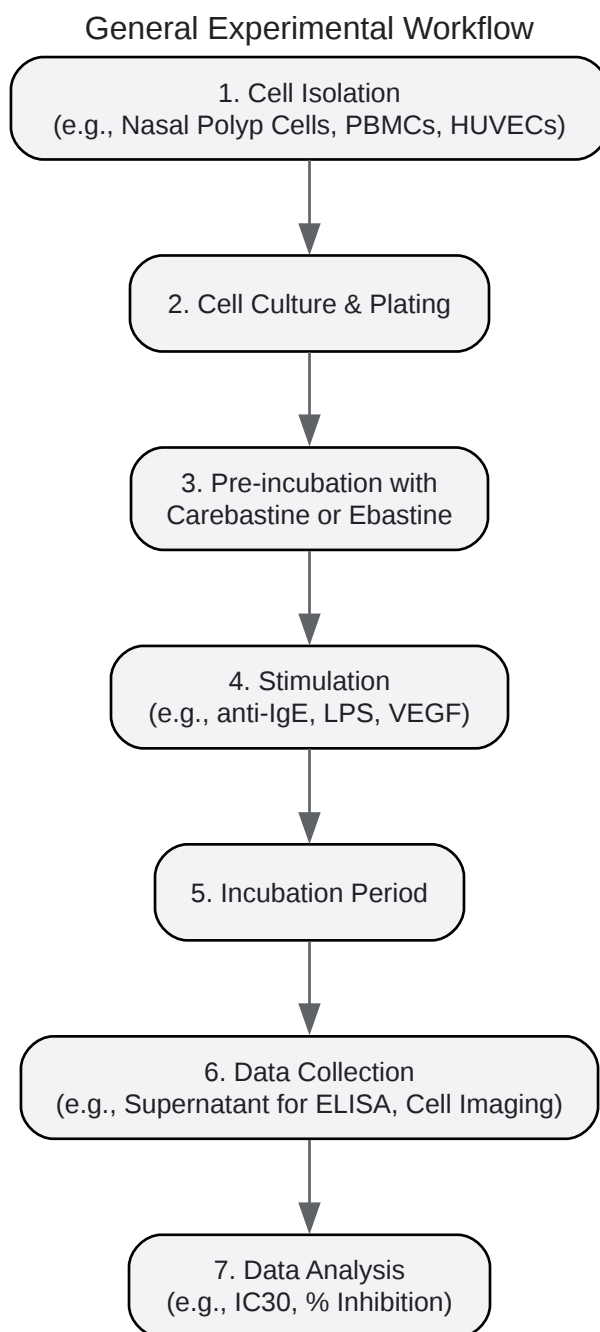 General Experimental Workflow
1. Cell Isolation
(e.g., Nasal Polyp Cells, PBMCs, HUVECs)
2. Cell Culture & Plating
3. Pre-incubation with
Carebastine or Ebastine
4. Stimulation
(e.g., anti-IgE, LPS, VEGF)
5. Incubation Period
6. Data Collection
(e.g., Supernatant for ELISA, Cell Imaging)
7. Data Analysis
(e.g., IC30, % Inhibition)